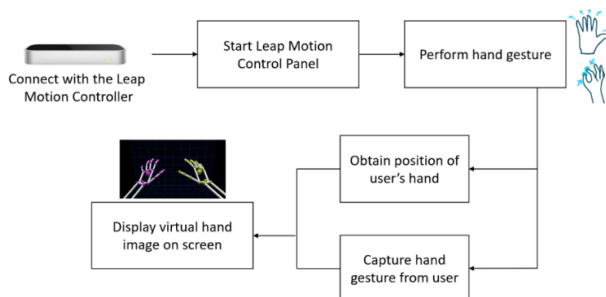 Connect with the Leap
Motion Controller
Start Leap Motion
Control Panel
Perform hand gesture
Obtain position of
user's hand
Display virtual hand
image on screen
Capture hand
gesture from user